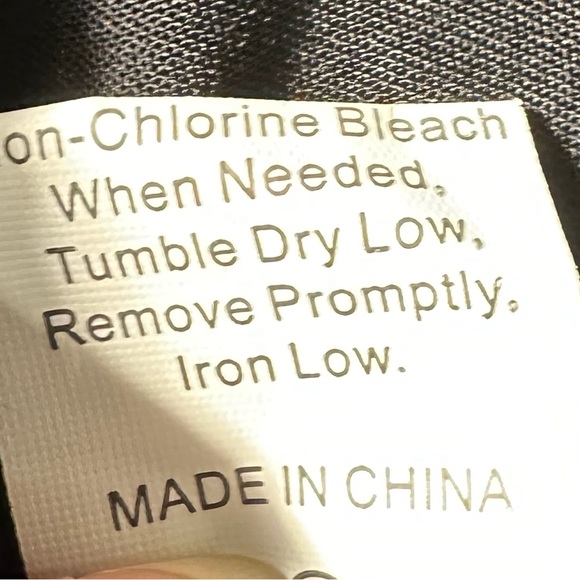 on-Chlorine Bleach
When Needed,
Tumble Dry Low,
Remove Promptly,
Iron Low.
MADE IN CHINA